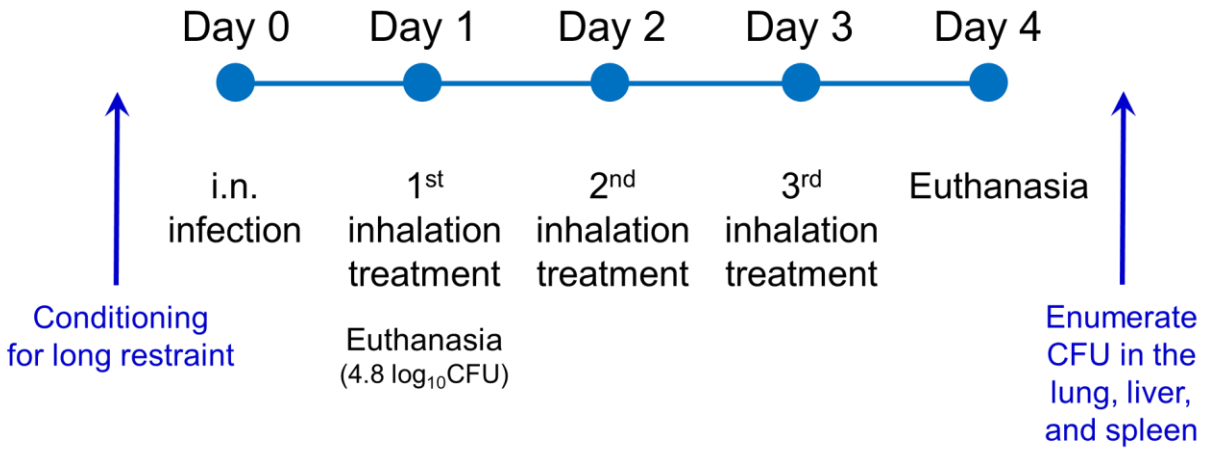 Day 0 Day 1 Day 2 Day 3 Day 4
i.n.
infection
1st
inhalation
treatment
2nd
inhalation
treatment
3rd
inhalation
treatment
Euthanasia
Euthanasia
(4.8 log10CFU)
Conditioning
for long restraint
Enumerate
CFU in the
lung, liver,
and spleen